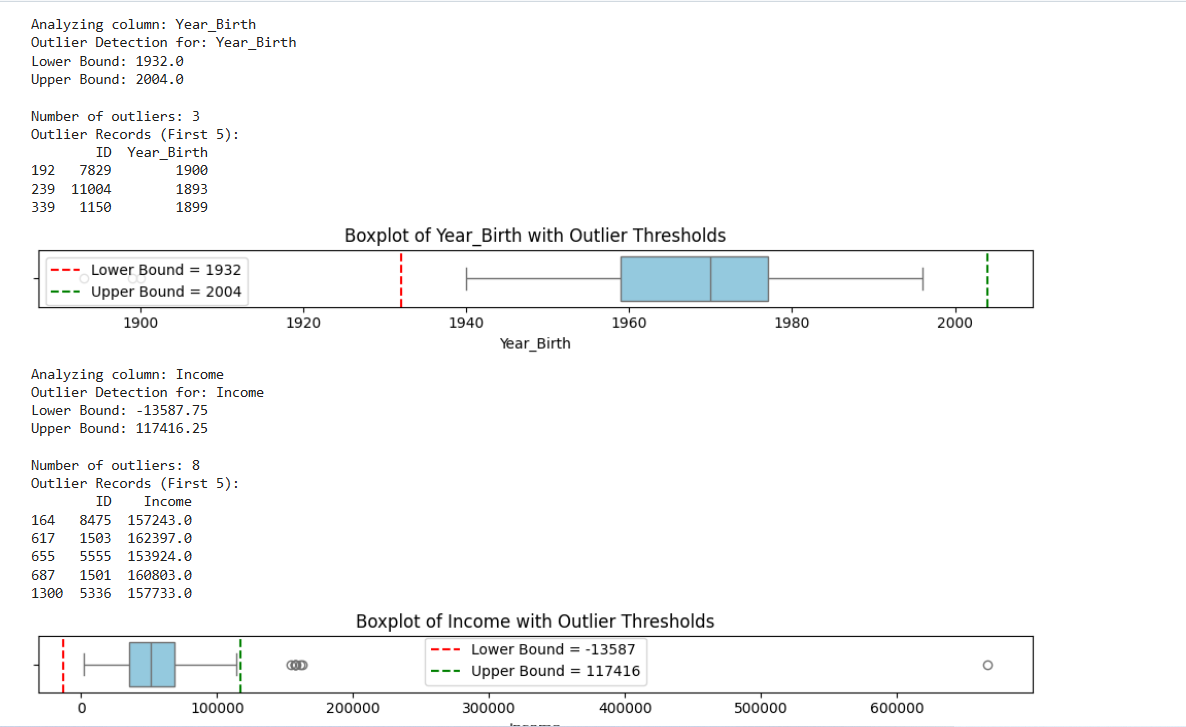 Analyzing column: Year_Birth
Outlier Detection for: Year_Birth
Lower Bound: 1932.0
Upper Bound: 2004.0
Number of outliers: 3
Outlier Records (First 5):
ID Year_Birth
192 7829 1900
239 11004 1893
339 1150 1899
Boxplot of Year_Birth with Outlier Thresholds
Lower Bound = 1932
Upper Bound = 2004
1900 1920 1940 1960 1980 2000
Year_Birth
Analyzing column: Income
Outlier Detection for: Income
Lower Bound: -13587.75
Upper Bound: 117416.25
Number of outliers: 8
Outlier Records (First 5):
ID Income
164 8475 157243.0
617 1503 162397.0
655 5555 153924.0
687 1501 160803.0
1300 5336 157733.0
Boxplot of Income with Outlier Thresholds
Lower Bound = -13587
Upper Bound = 117416
0 100000 200000 300000 400000 500000 600000